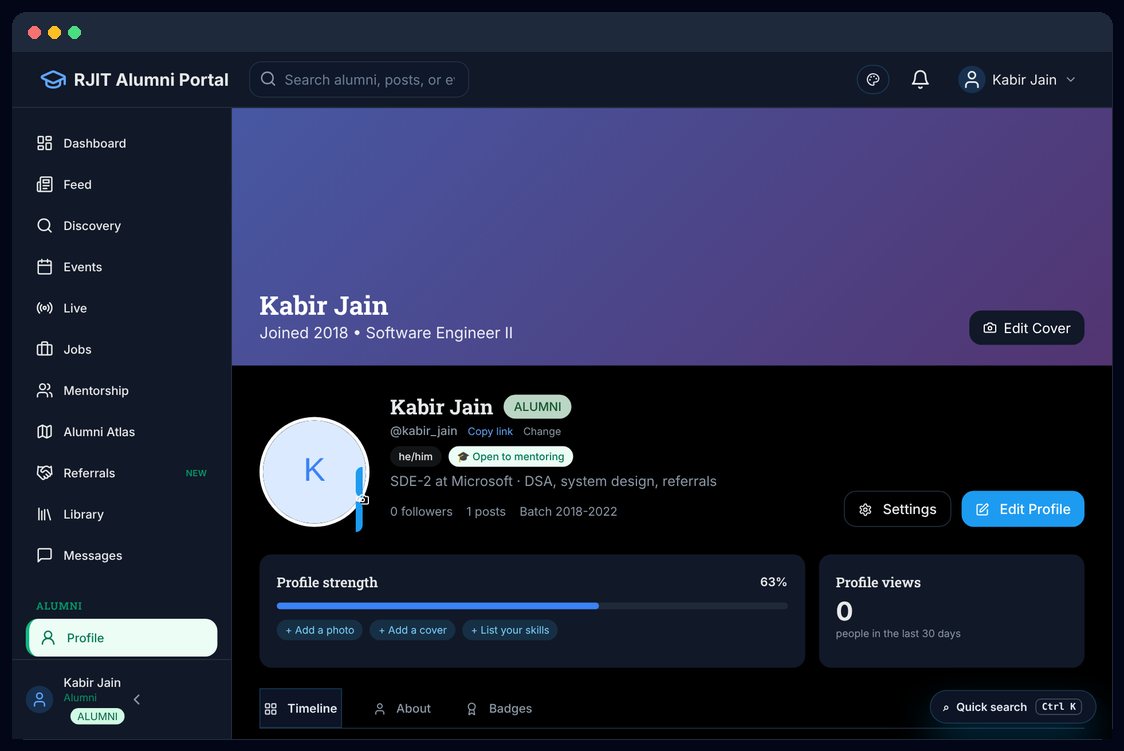 RJIT Alumni Portal
Search alumni, posts, or e
Kabir Jain
Dashboard
Feed
Discovery
Events
Live
Jobs
Mentorship
Alumni Atlas
Referrals NEW
Library
Messages
ALUMNI
Profile
Kabir Jain
Alumni
ALUMNI
Kabir Jain
Joined 2018 • Software Engineer II
Edit Cover
K
Kabir Jain ALUMNI
@kabir_jain Copy link Change
he/him 🎓 Open to mentoring
SDE-2 at Microsoft · DSA, system design, referrals
0 followers 1 posts Batch 2018-2022
Settings Edit Profile
Profile strength 63%
+ Add a photo + Add a cover + List your skills
Profile views
0
people in the last 30 days
Timeline About Badges
Quick search Ctrl K